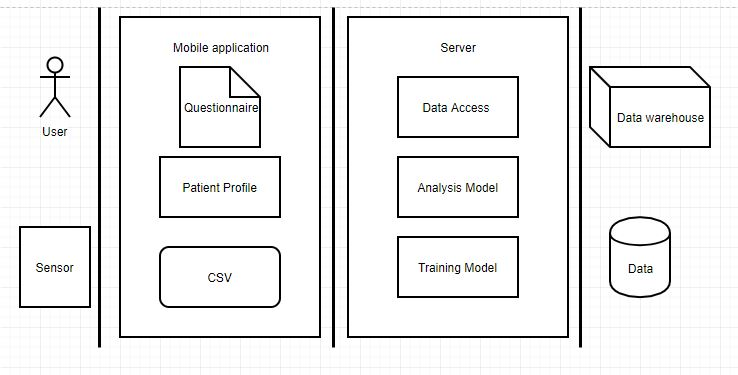 User
Sensor
Mobile application
Questionnaire
Patient Profile
CSV
Server
Data Access
Analysis Model
Training Model
Data warehouse
Data